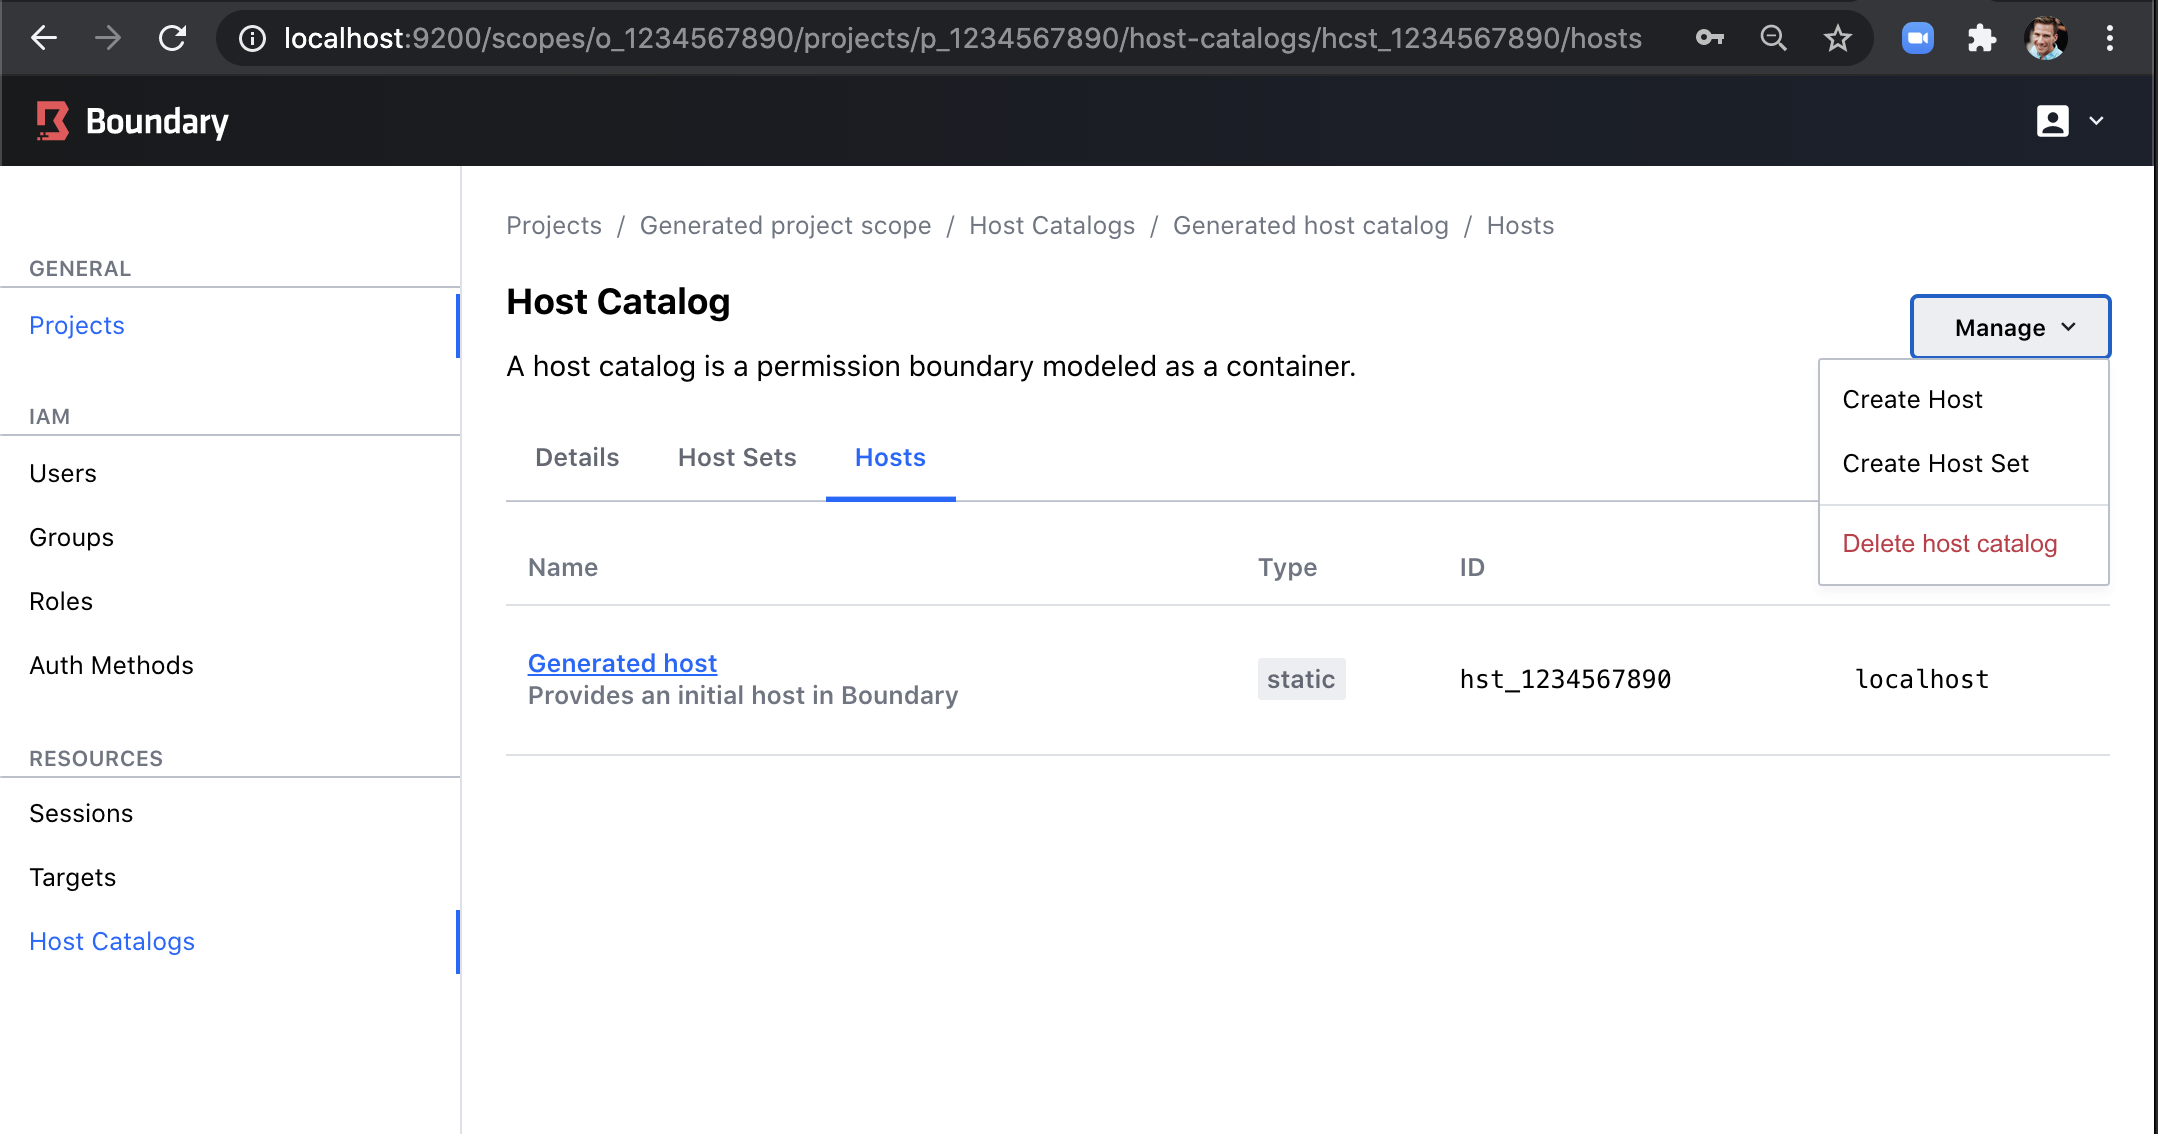 localhost:9200/scopes/o_1234567890/projects/p_1234567890/host-catalogs/hcst_1234567890/hosts
Boundary
Projects / Generated project scope / Host Catalogs / Generated host catalog / Hosts
GENERAL
Projects
IAM
Users
Groups
Roles
Auth Methods
RESOURCES
Sessions
Targets
Host Catalogs
Host Catalog
A host catalog is a permission boundary modeled as a container.
Manage
Create Host
Create Host Set
Delete host catalog
Details Host Sets Hosts
Name Type ID
Generated host
Provides an initial host in Boundary
static hst_1234567890 localhost